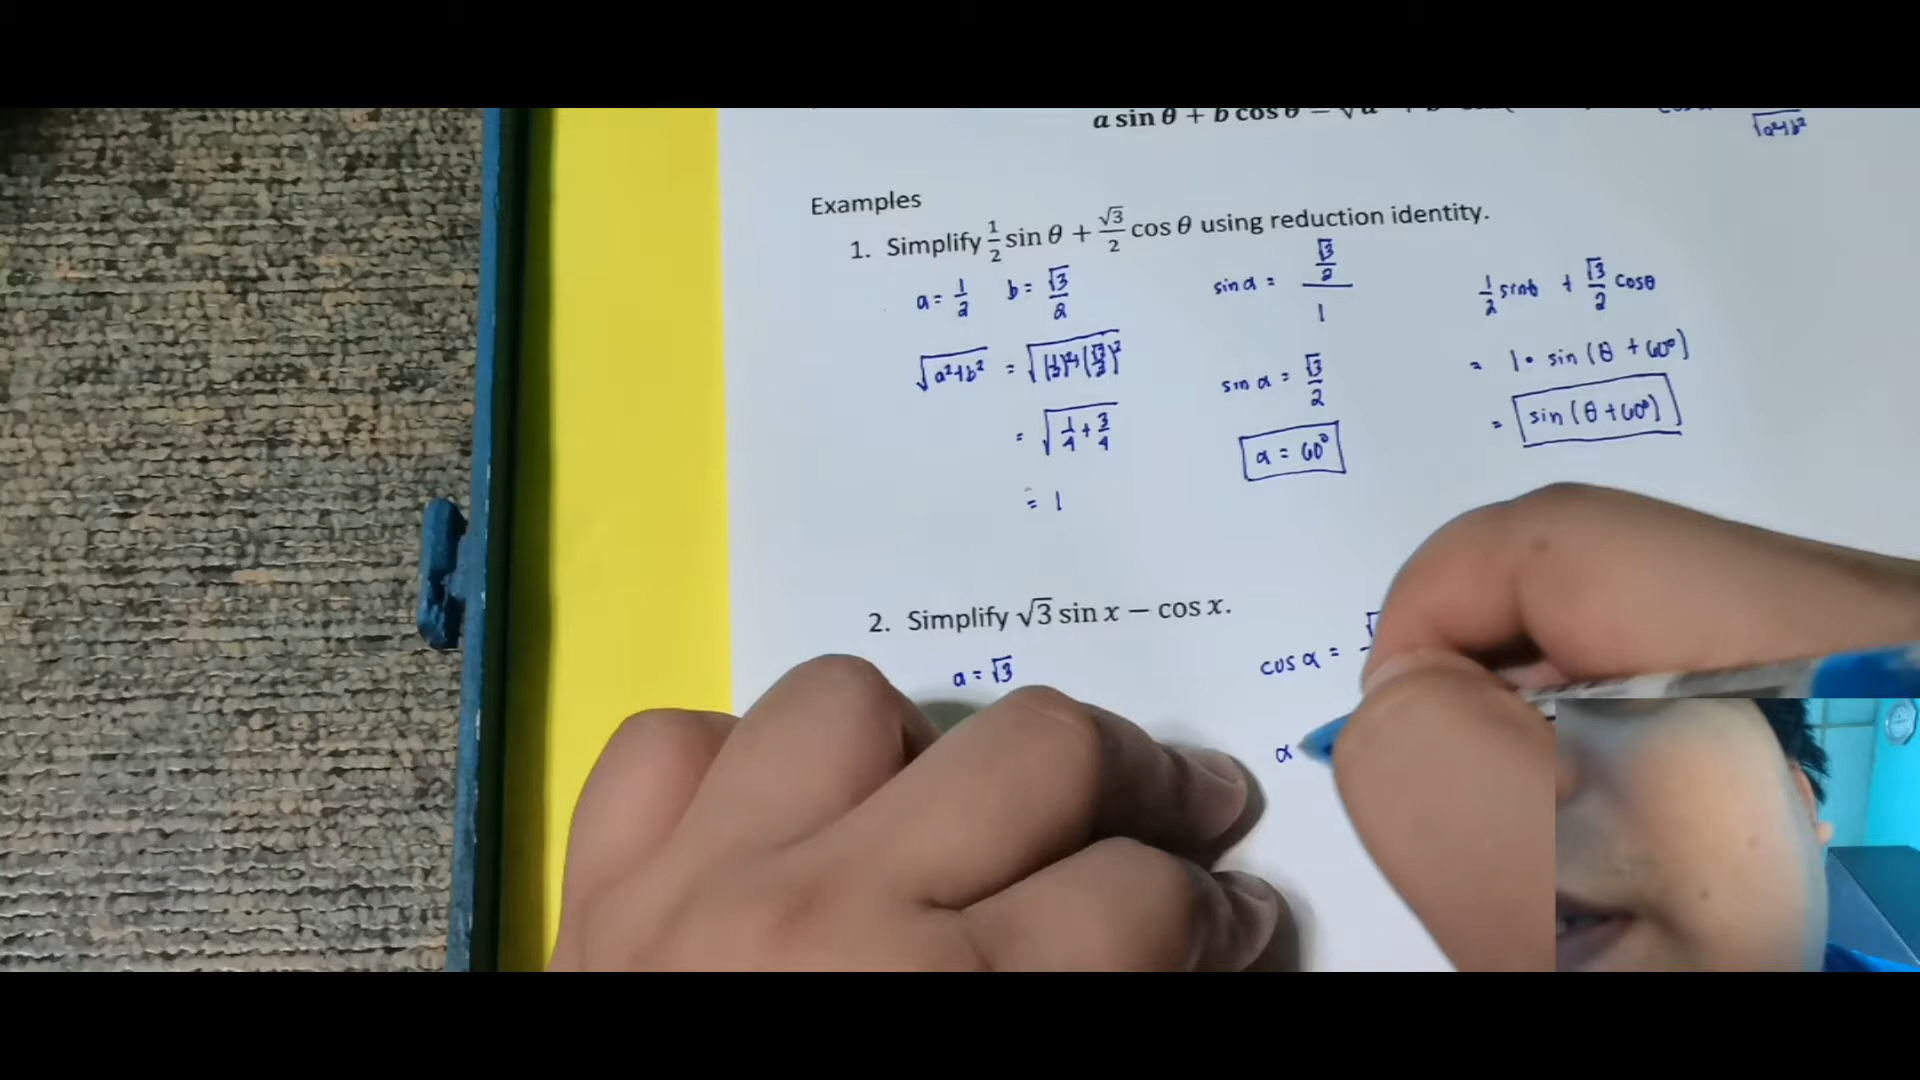 a sin θ + b cos θ = √a
√a²+b²
Examples
1. Simplify 1/2 sin θ + √3/2 cos θ using reduction identity.
a = 1/2 b = √3/2
√a²+b² = √(1/2)²+(√3/2)²
= √1/4 + 3/4
= 1
sin α = √3/2 / 1
sin α = √3/2
α = 60°
1/2 sin θ + √3/2 cos θ
= 1 • sin (θ + 60°)
= sin (θ + 60°)
2. Simplify √3 sin x − cos x.
a = √3
cos α =
α